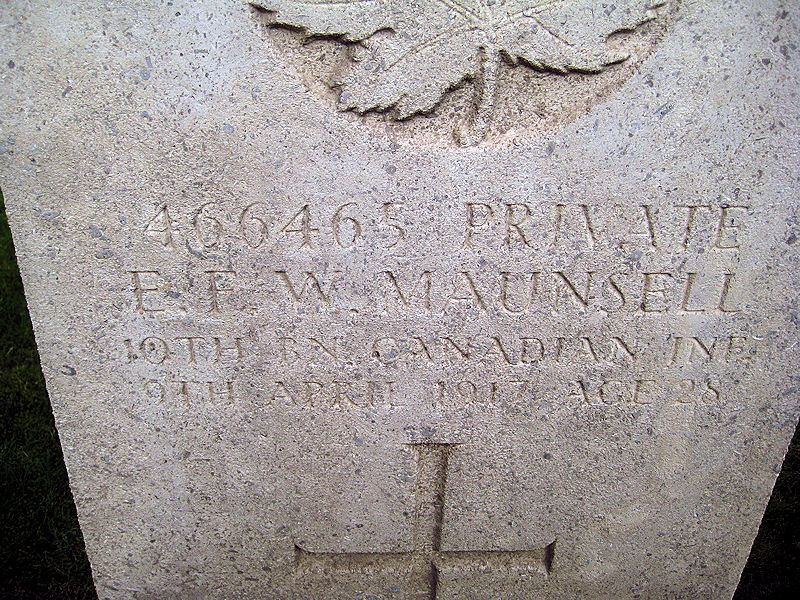 466465 PRIVATE
E. F. W. MAUNSELL
10TH BN. CANADIAN INF.
9TH APRIL 1917 AGE 28